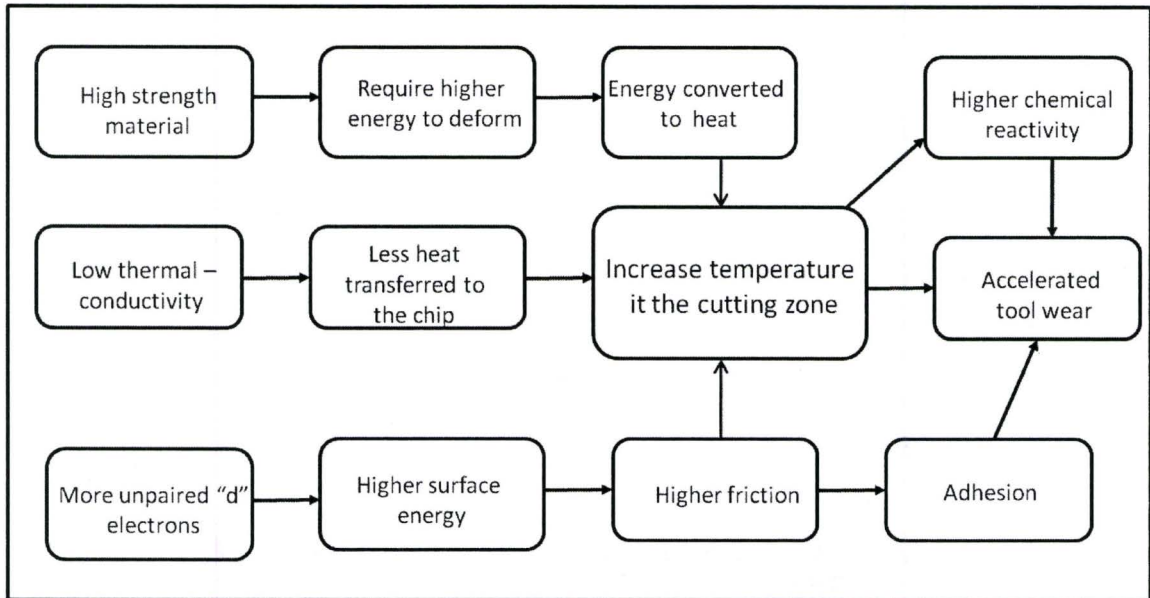 High strength
material
Require higher
energy to deform
Energy converted
to heat
Higher chemical
reactivity
Low thermal –
conductivity
Less heat
transferred to
the chip
Increase temperature
it the cutting zone
Accelerated
tool wear
More unpaired “d”
electrons
Higher surface
energy
Higher friction
Adhesion